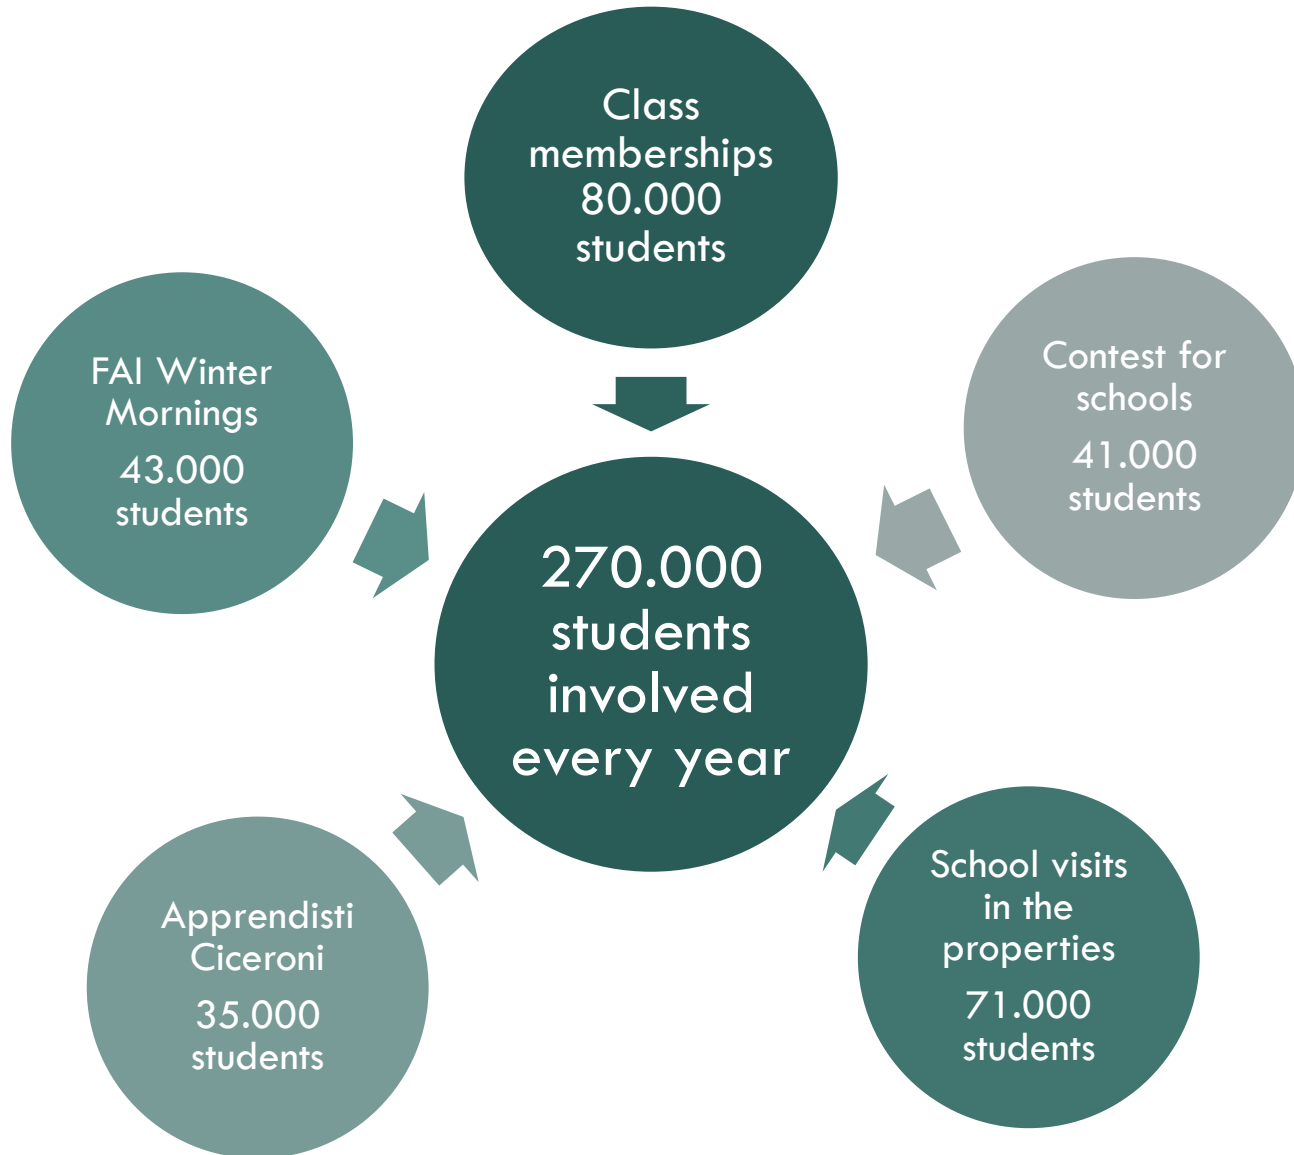 Class
memberships
80.000
students
FAI Winter
Mornings
43.000
students
Contest for
schools
41.000
students
270.000
students
involved
every year
Apprendisti
Ciceroni
35.000
students
School visits
in the
properties
71.000
students